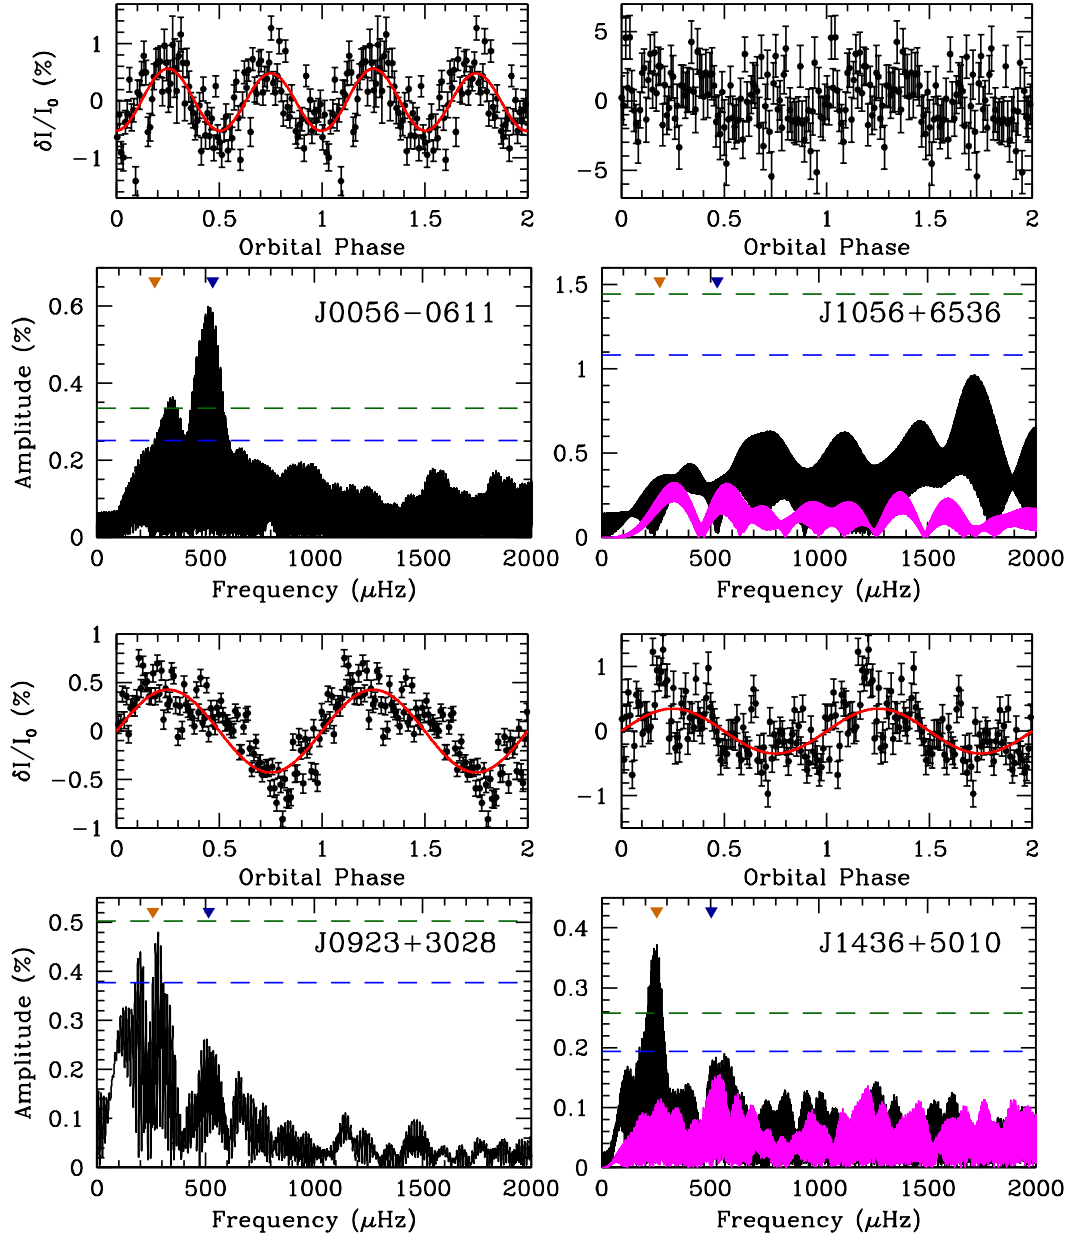 δI/I₀ (%)
1
0
−1
0 0.5 1 1.5 2
Orbital Phase
5
0
−5
0 0.5 1 1.5 2
Orbital Phase
Amplitude (%)
0.6
0.4
0.2
0
J0056−0611
0 500 1000 1500 2000
Frequency (μHz)
1.5
1
0.5
0
J1056+6536
0 500 1000 1500 2000
Frequency (μHz)
δI/I₀ (%)
1
0.5
0
−0.5
−1
0 0.5 1 1.5 2
Orbital Phase
1
0
−1
0 0.5 1 1.5 2
Orbital Phase
Amplitude (%)
0.5
0.4
0.3
0.2
0.1
0
J0923+3028
0 500 1000 1500 2000
Frequency (μHz)
0.4
0.3
0.2
0.1
0
J1436+5010
0 500 1000 1500 2000
Frequency (μHz)